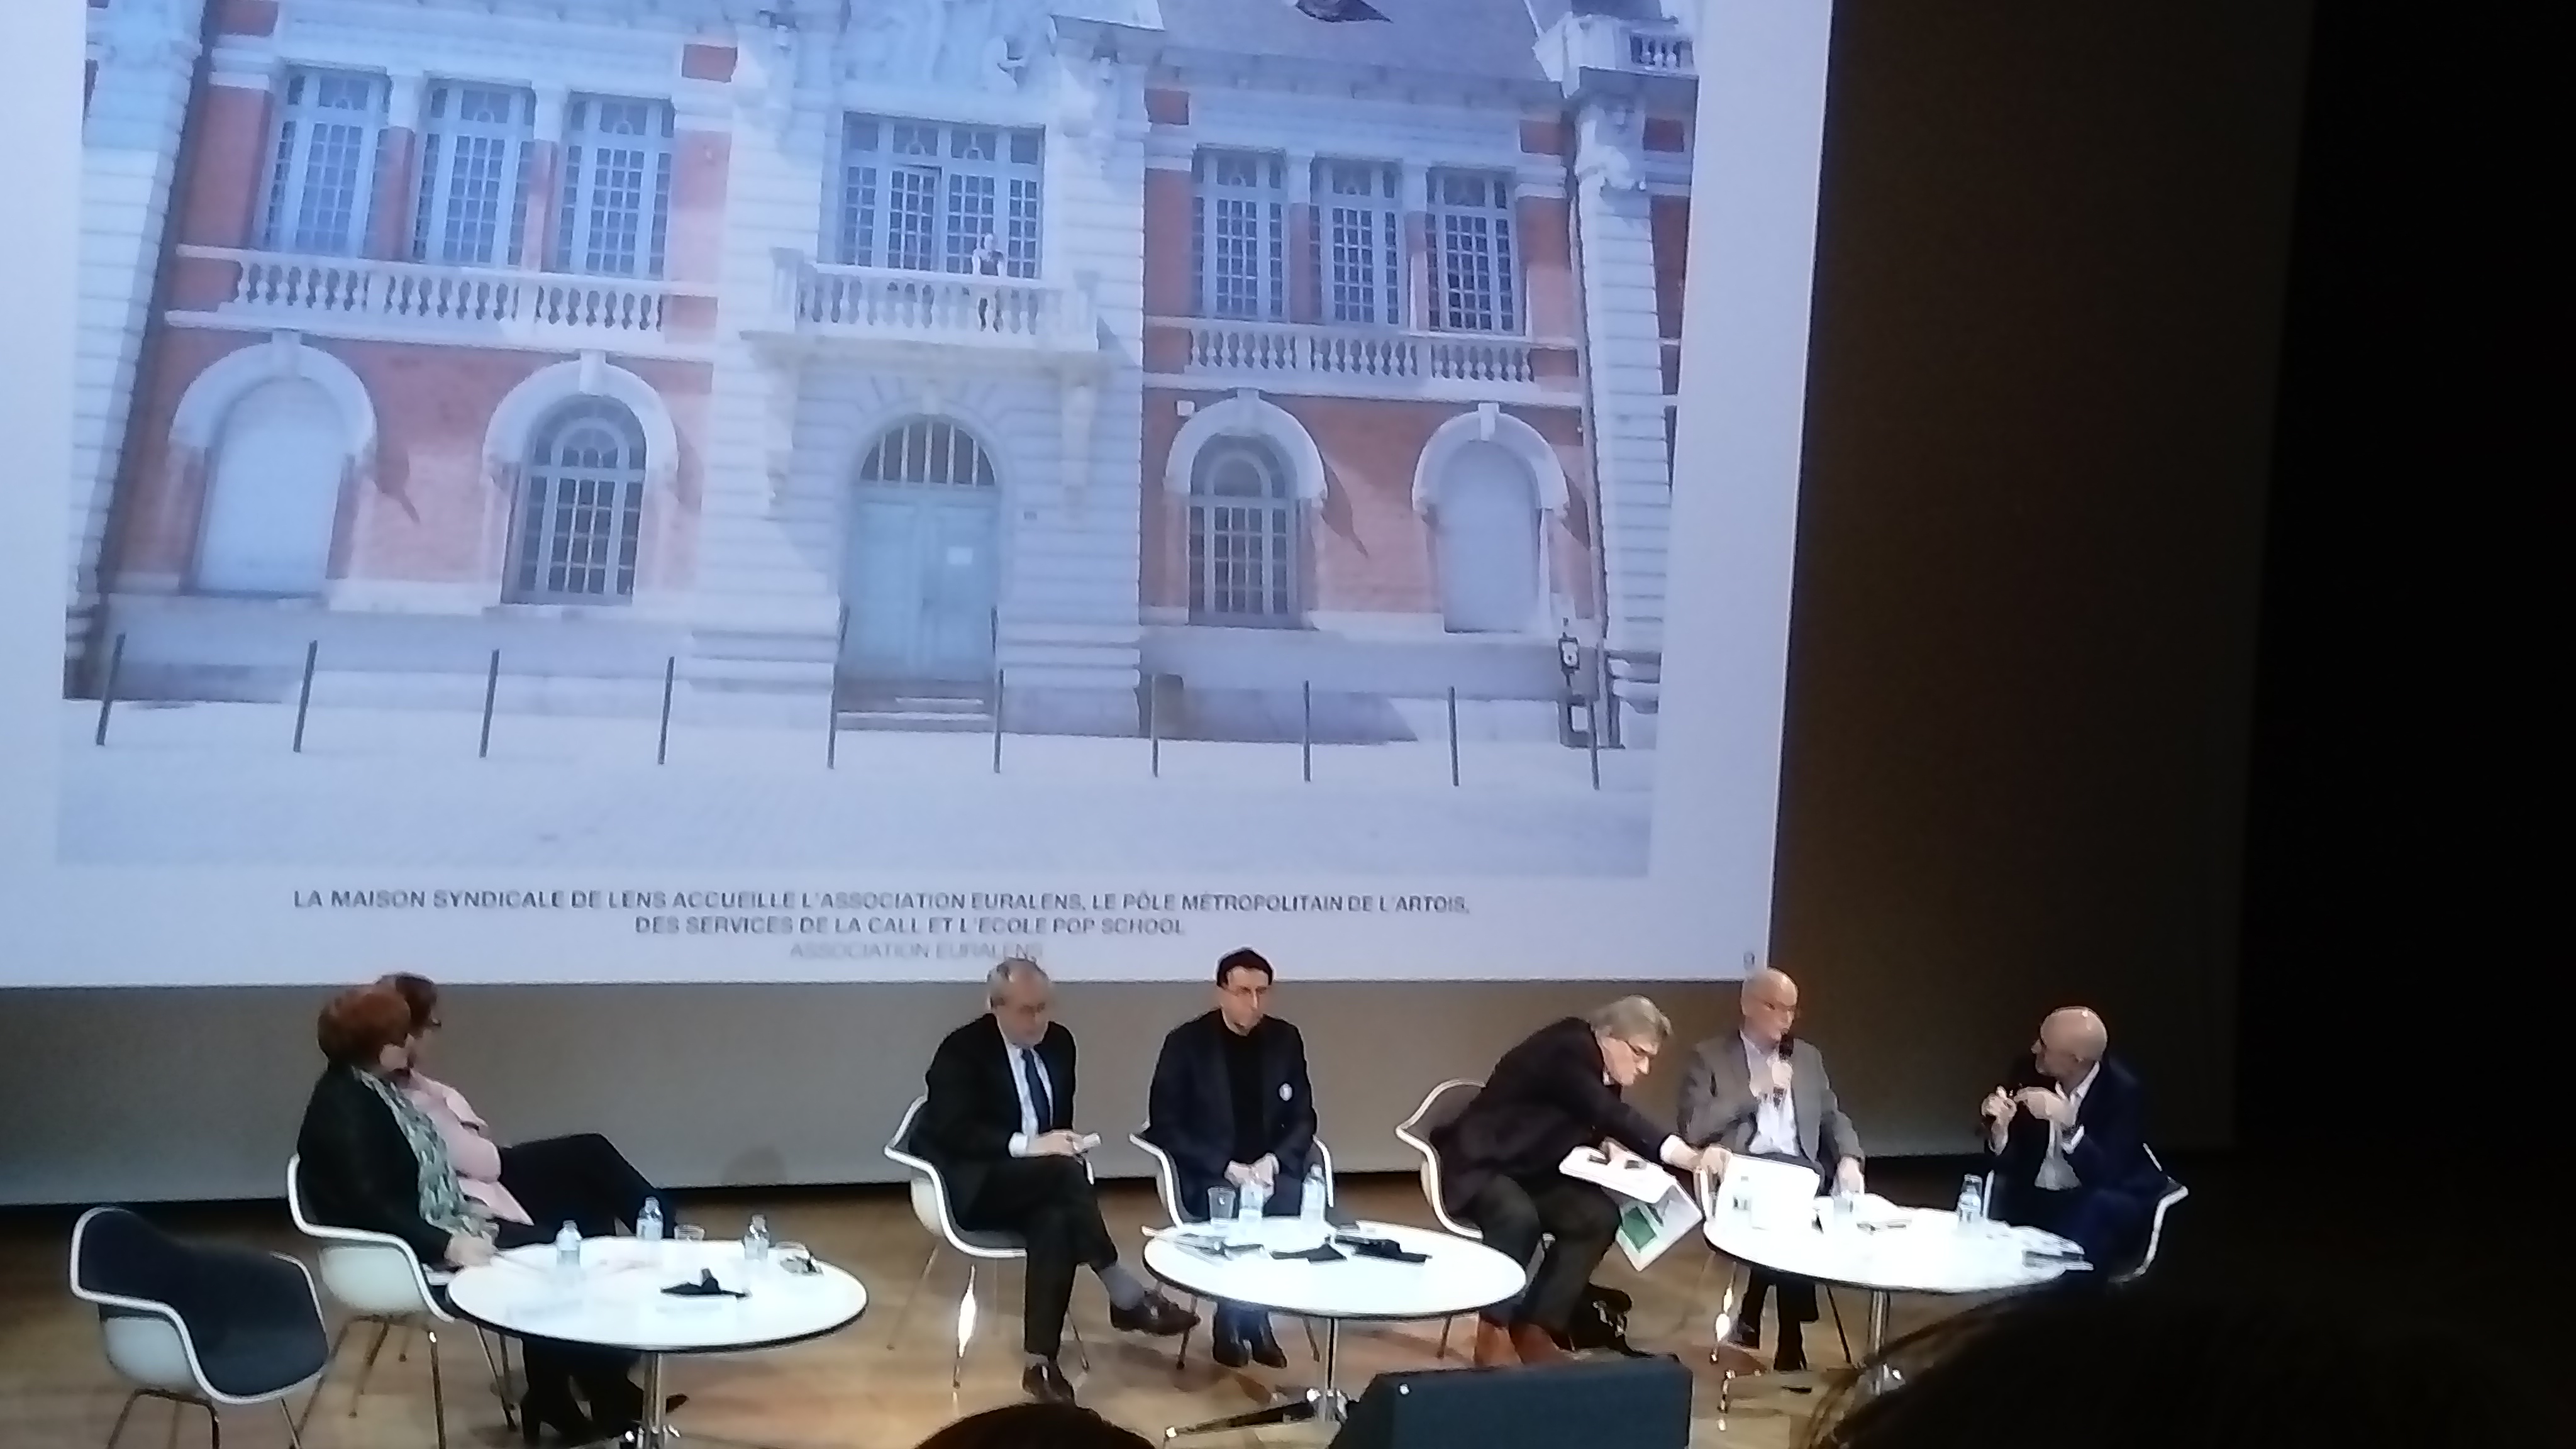 LA MAISON SYNDICALE DE LENS ACCUEILLE L'ASSOCIATION EURALENS, LE PÔLE MÉTROPOLITAIN DE L'ARTOIS,
DES SERVICES DE LA CALL ET L'ECOLE POP SCHOOL
ASSOCIATION EURALENS
9